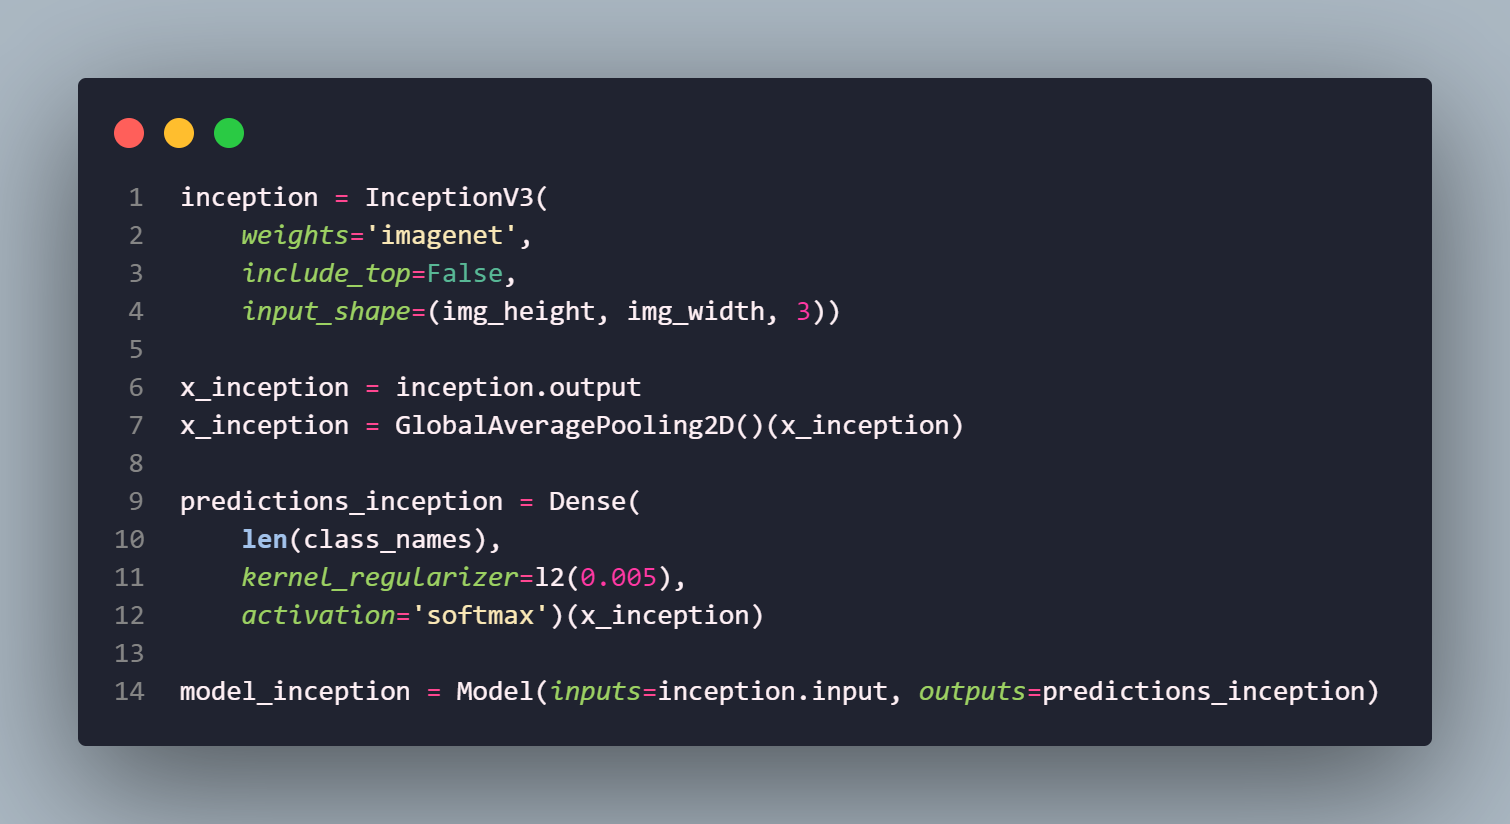 1 inception = InceptionV3(
2     weights='imagenet',
3     include_top=False,
4     input_shape=(img_height, img_width, 3))
5
6 x_inception = inception.output
7 x_inception = GlobalAveragePooling2D()(x_inception)
8
9 predictions_inception = Dense(
10     len(class_names),
11     kernel_regularizer=l2(0.005),
12     activation='softmax')(x_inception)
13
14 model_inception = Model(inputs=inception.input, outputs=predictions_inception)